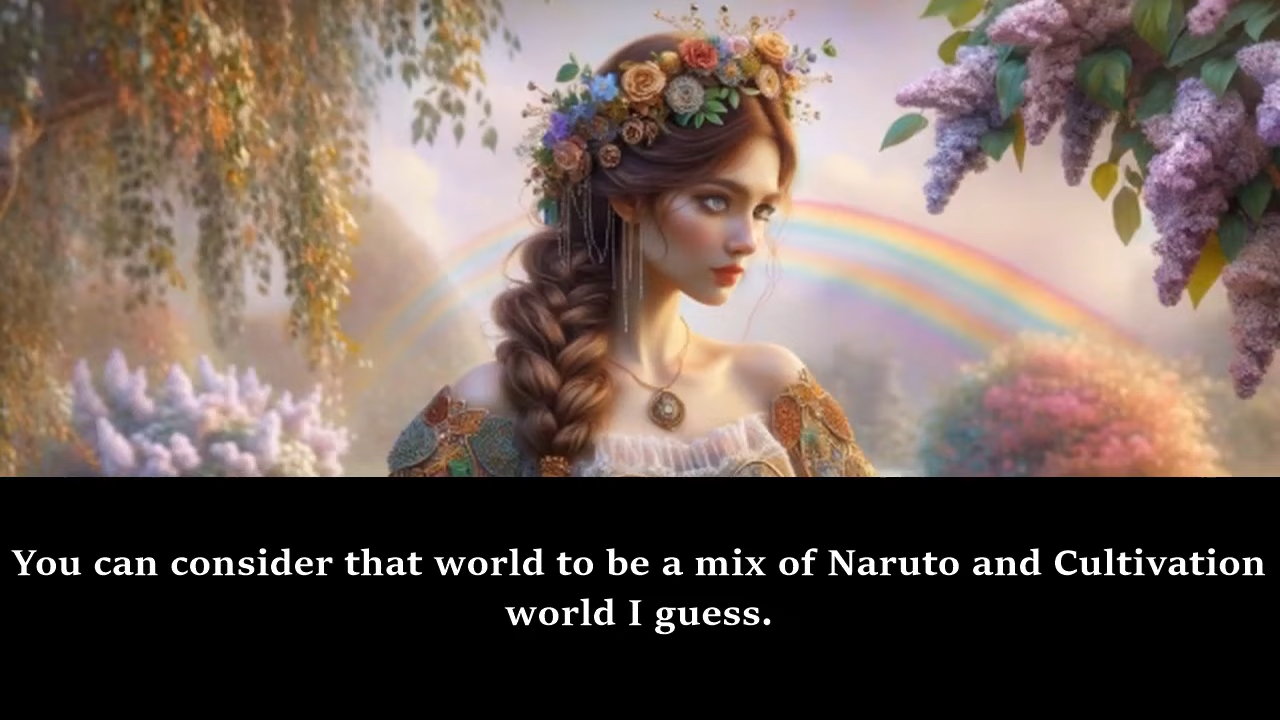 You can consider that world to be a mix of Naruto and Cultivation
world I guess.